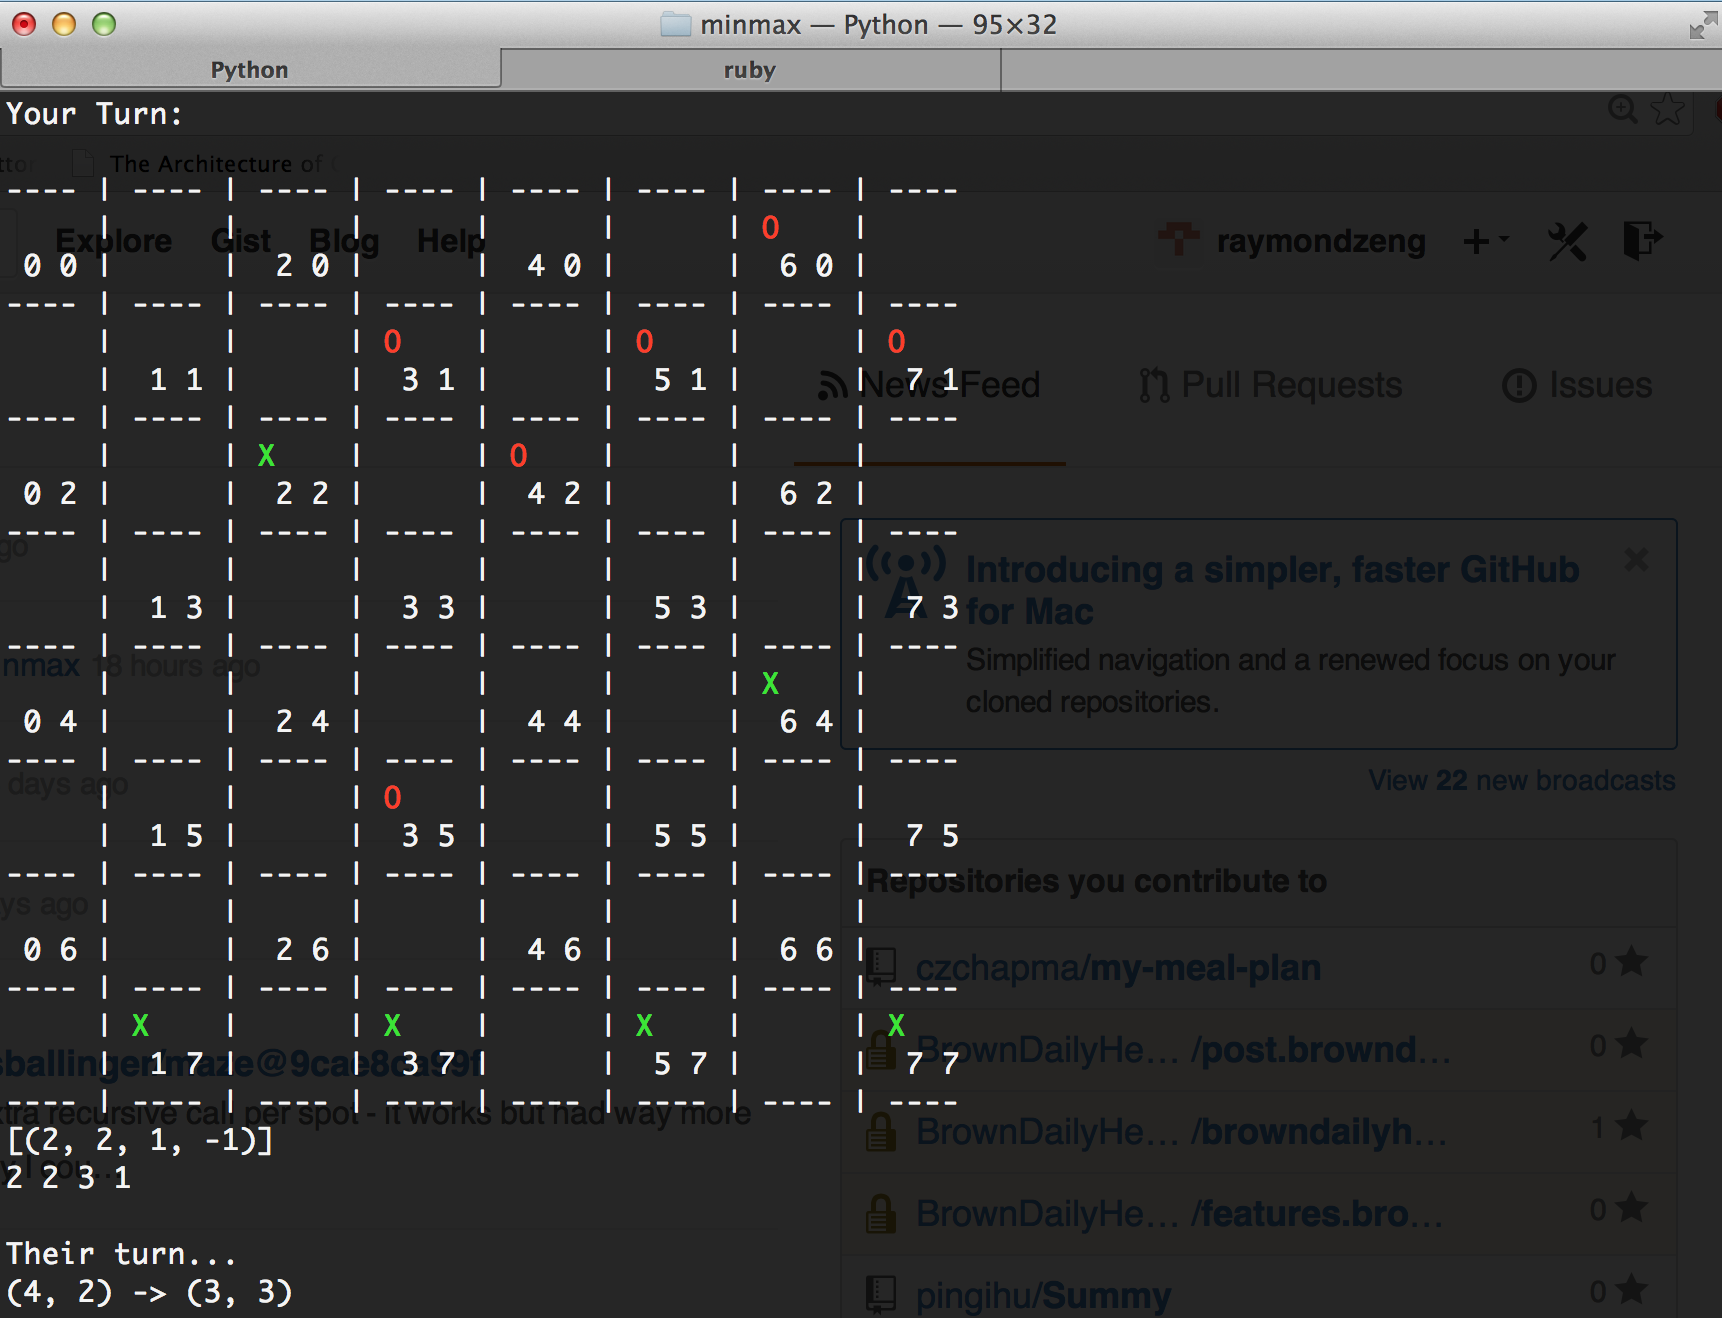 minmax — Python — 95×32
Python ruby
Your Turn:
The Architecture of
---- | ---- | ---- | ---- | ---- | ---- | ---- | ----
| | | | | | O |
Explore Gist Blog Help raymondzeng
0 0 | | 2 0 | | 4 0 | | 6 0 |
---- | ---- | ---- | ---- | ---- | ---- | ---- | ----
| | | O | | O | | O
| 1 1 | | 3 1 | | 5 1 | | 7 1
News Feed Pull Requests Issues
---- | ---- | ---- | ---- | ---- | ---- | ---- | ----
| | X | | O | | |
0 2 | | 2 2 | | 4 2 | | 6 2 |
---- | ---- | ---- | ---- | ---- | ---- | ---- | ----
go
| | | | | | |
Introducing a simpler, faster GitHub
| 1 3 | | 3 3 | | 5 3 | | 7 3
for Mac
---- | ---- | ---- | ---- | ---- | ---- | ---- | ----
nmax 18 hours ago
Simplified navigation and a renewed focus on your
| | | | | | X |
cloned repositories.
0 4 | | 2 4 | | 4 4 | | 6 4 |
---- | ---- | ---- | ---- | ---- | ---- | ---- | ----
days ago
View 22 new broadcasts
| | | O | | | |
| 1 5 | | 3 5 | | 5 5 | | 7 5
---- | ---- | ---- | ---- | ---- | ---- | ---- | ----
Repositories you contribute to
ys ago
| | | | | | |
0 6 | | 2 6 | | 4 6 | | 6 6 |
czchapma/my-meal-plan 0
---- | ---- | ---- | ---- | ---- | ---- | ---- | ----
| X | | X | | X | | X
BrownDailyHe… /post.brownd… 0
| 1 7 | | 3 7 | | 5 7 | | 7 7
sballinger/maze@9cae8ca99f
---- | ---- | ---- | ---- | ---- | ---- | ---- | ----
xtra recursive call per spot - it works but had way more
[(2, 2, 1, -1)]
BrownDailyHe… /browndailyh… 1
2 2 3 1
BrownDailyHe… /features.bro… 0
Their turn...
(4, 2) -> (3, 3)
pingihu/Summy 0